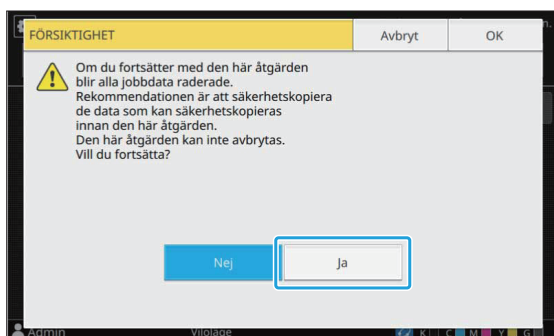 FÖRSIKTIGHET
Avbryt
OK
Om du fortsätter med den här åtgärden
blir alla jobbdata raderade.
Rekommendationen är att säkerhetskopiera
de data som kan säkerhetskopieras
innan den här åtgärden.
Den här åtgärden kan inte avbrytas.
Vill du fortsätta?
Nej
Ja
Admin
Viloläge
K
C
M
Y
G